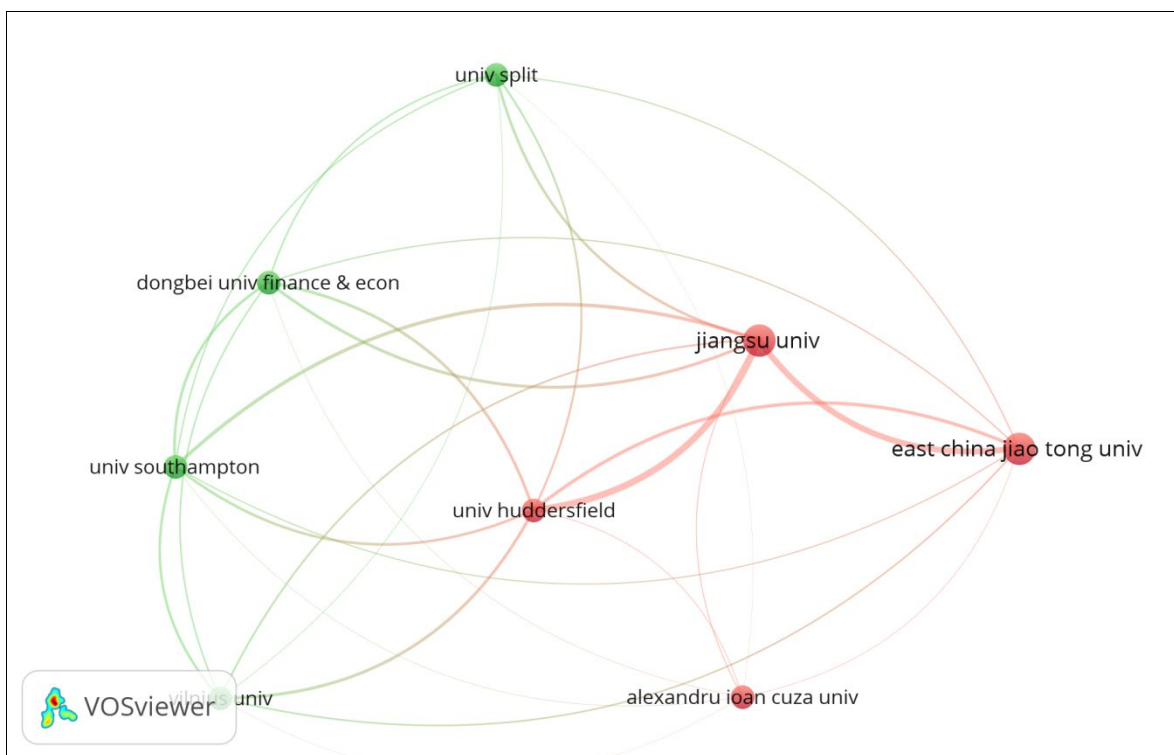 univ split
dongbei univ finance & econ
jiangsu univ
east china jiao tong univ
univ southampton
univ huddersfield
vilnius univ
VOSviewer
alexandru ioan cuza univ